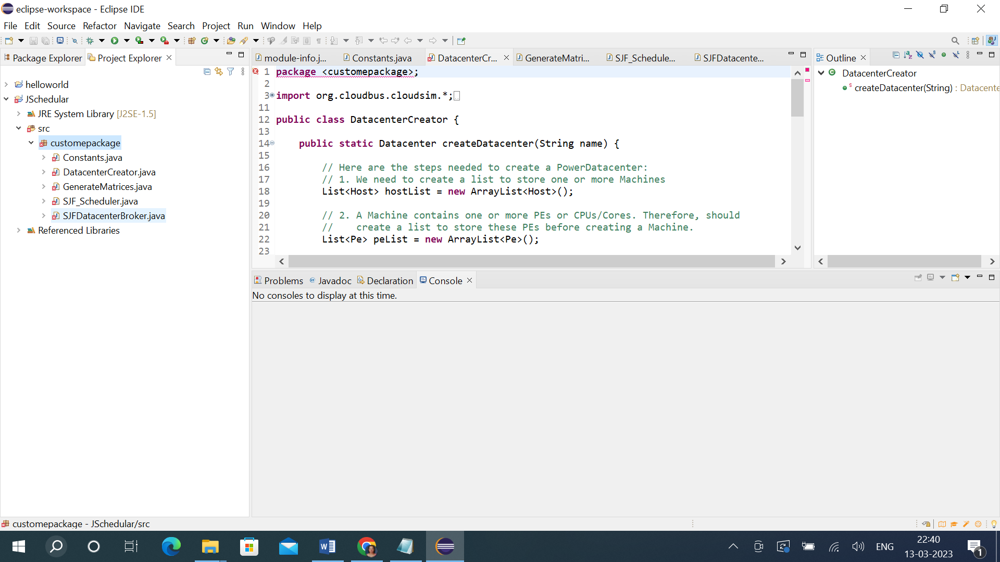 eclipse-workspace - Eclipse IDE
File Edit Source Refactor Navigate Search Project Run Window Help
Package Explorer Project Explorer
helloworld
JSchedular
JRE System Library [J2SE-1.5]
src
customepackage
Constants.java
DatacenterCreator.java
GenerateMatrices.java
SJF_Scheduler.java
SJFDatacenterBroker.java
Referenced Libraries
module-info.j... Constants.java DatacenterCr... GenerateMatri... SJF_Schedule... SJFDatacente...
1 package <customepackage>;
2
3 import org.cloudbus.cloudsim.*;
11
12 public class DatacenterCreator {
13
14 public static Datacenter createDatacenter(String name) {
15
16 // Here are the steps needed to create a PowerDatacenter:
17 // 1. We need to create a list to store one or more Machines
18 List<Host> hostList = new ArrayList<Host>();
19
20 // 2. A Machine contains one or more PEs or CPUs/Cores. Therefore, should
21 // create a list to store these PEs before creating a Machine.
22 List<Pe> peList = new ArrayList<Pe>();
23
Outline
DatacenterCreator
createDatacenter(String) : Datacente
Problems Javadoc Declaration Console
No consoles to display at this time.
customepackage - JSchedular/src
ENG
22:40
13-03-2023
1